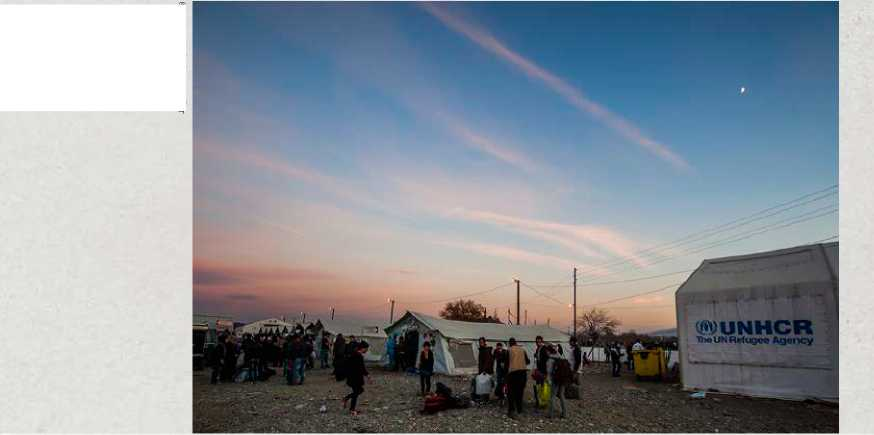 UNHCR
The UN Refugee Agency